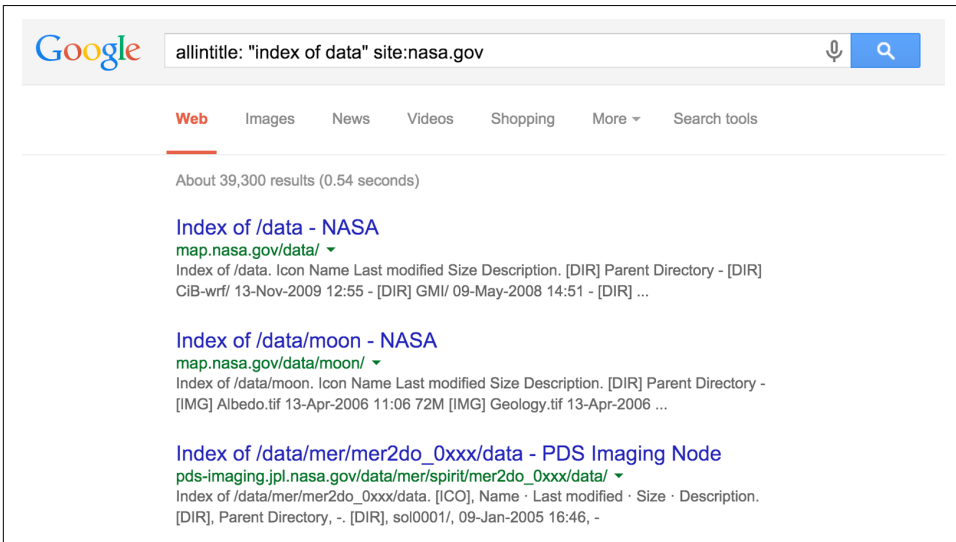 Google allintitle: "index of data" site:nasa.gov
Web Images News Videos Shopping More Search tools
About 39,300 results (0.54 seconds)
Index of /data - NASA
map.nasa.gov/data/
Index of /data. Icon Name Last modified Size Description. [DIR] Parent Directory - [DIR]
CiB-wrf/ 13-Nov-2009 12:55 - [DIR] GMI/ 09-May-2008 14:51 - [DIR] ...
Index of /data/moon - NASA
map.nasa.gov/data/moon/
Index of /data/moon. Icon Name Last modified Size Description. [DIR] Parent Directory -
[IMG] Albedo.tif 13-Apr-2006 11:06 72M [IMG] Geology.tif 13-Apr-2006 ...
Index of /data/mer/mer2do_0xxx/data - PDS Imaging Node
pds-imaging.jpl.nasa.gov/data/mer/spirit/mer2do_0xxx/data/
Index of /data/mer/mer2do_0xxx/data. [ICO], Name · Last modified · Size · Description.
[DIR], Parent Directory, -. [DIR], sol0001/, 09-Jan-2005 16:46, -